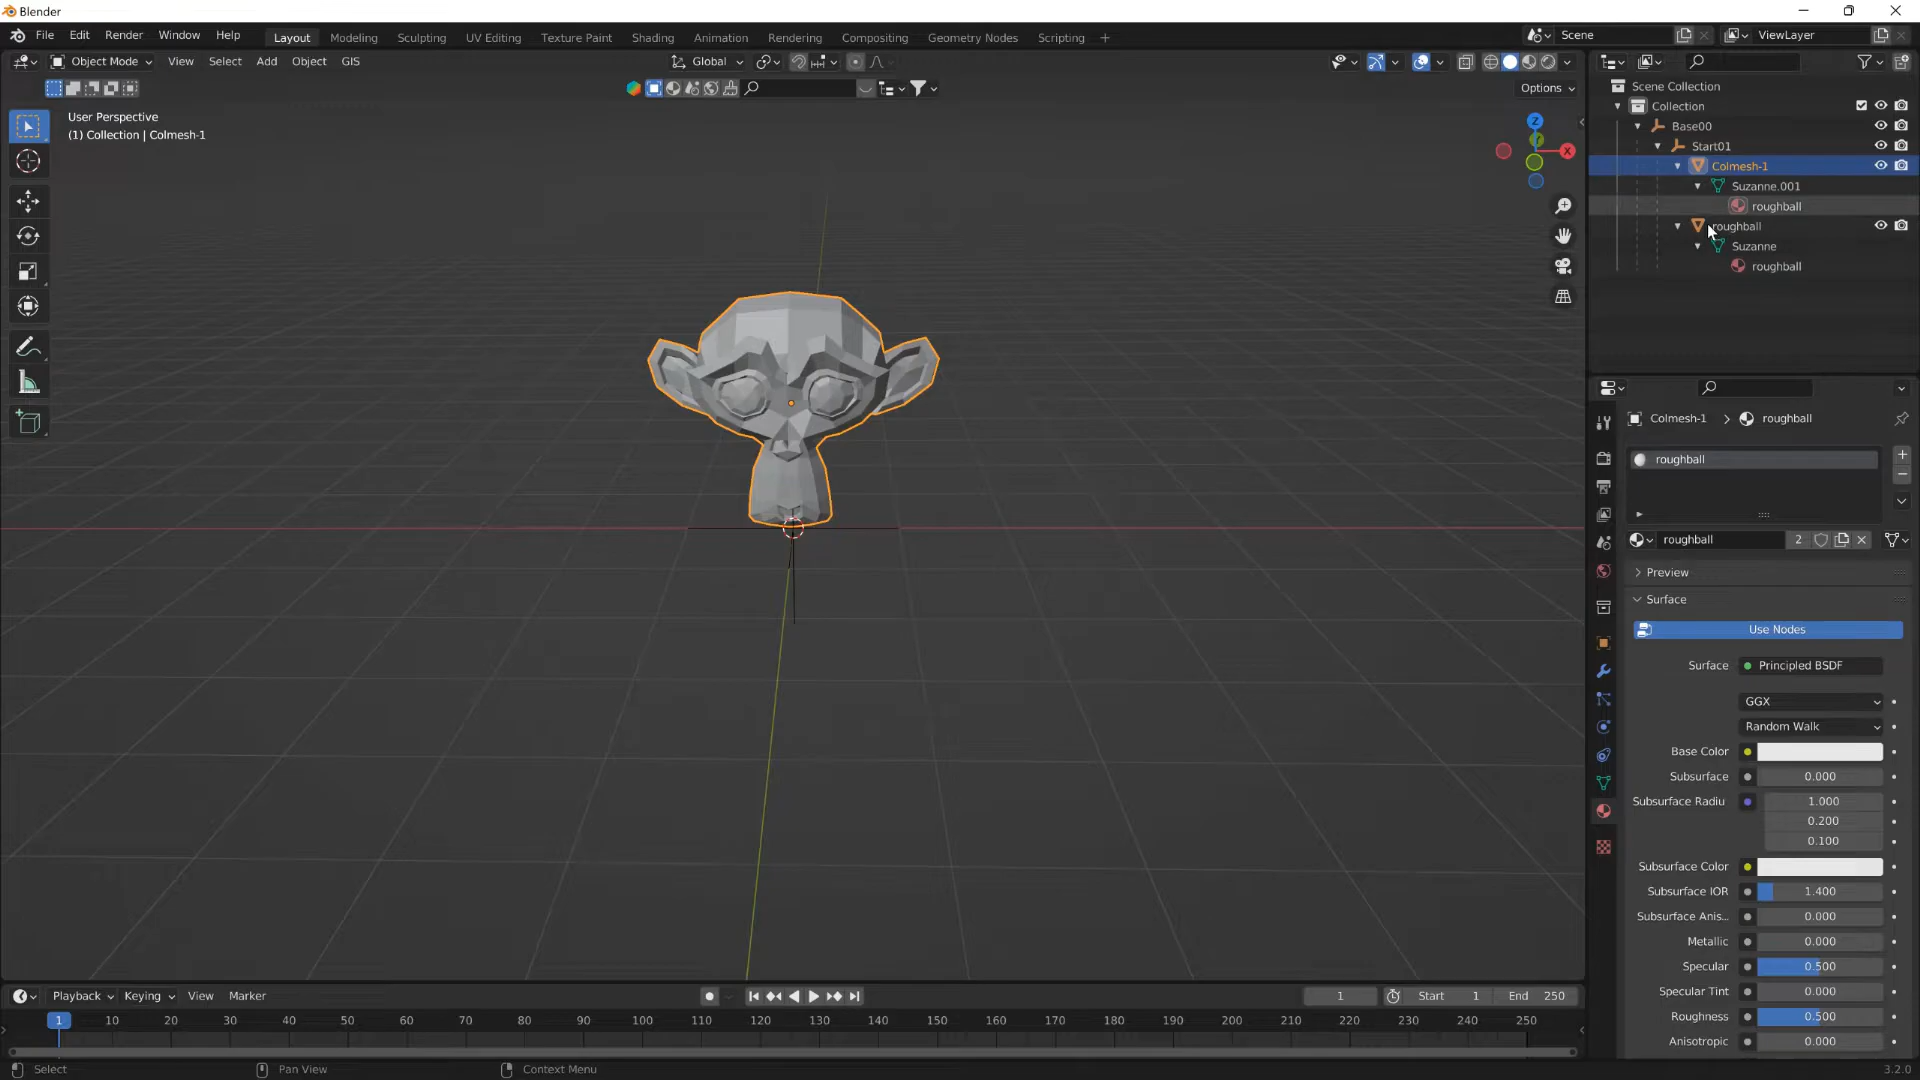 Blender
File Edit Render Window Help Layout Modeling Sculpting UV Editing Texture Paint Shading Animation Rendering Compositing Geometry Nodes Scripting + Scene ViewLayer
Object Mode View Select Add Object GIS Global
Options
User Perspective
(1) Collection | Colmesh-1
Z
X
Scene Collection
Collection
Base00
Start01
Colmesh-1
Suzanne.001
roughball
roughball
Suzanne
roughball
Colmesh-1 > roughball
roughball
roughball 2
Preview
Surface
Use Nodes
Surface Principled BSDF
GGX
Random Walk
Base Color
Subsurface 0.000
Subsurface Radiu 1.000
0.200
0.100
Subsurface Color
Subsurface IOR 1.400
Subsurface Anis... 0.000
Metallic 0.000
Specular 0.500
Specular Tint 0.000
Roughness 0.500
Anisotropic 0.000
Playback Keying View Marker 1 Start 1 End 250
1 10 20 30 40 50 60 70 80 90 100 110 120 130 140 150 160 170 180 190 200 210 220 230 240 250
Select Pan View Context Menu 3.2.0